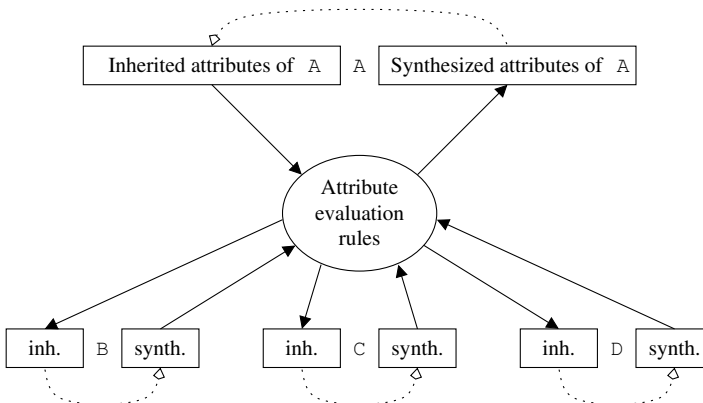 Inherited attributes of A A Synthesized attributes of A
Attribute
evaluation
rules
inh. B synth. inh. C synth. inh. D synth.